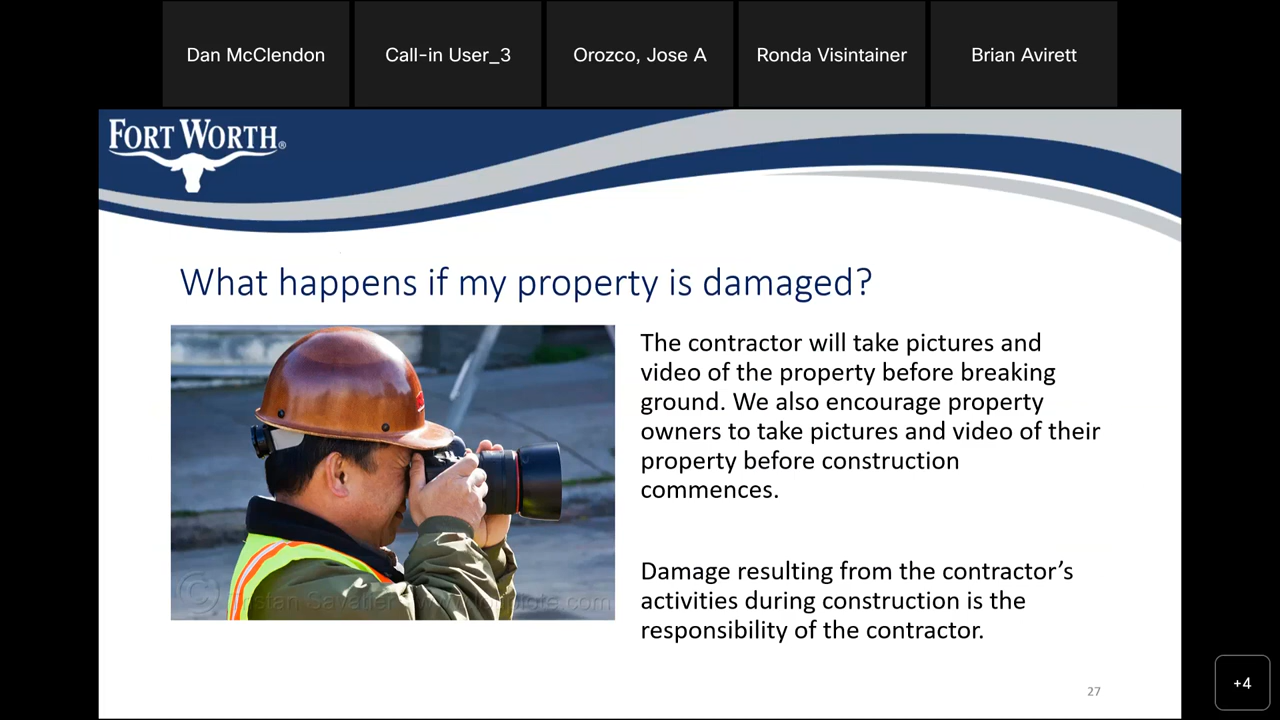 Dan McClendon
Call-in User_3
Orozco, Jose A
Ronda Visintainer
Brian Avirett
FORT WORTH®
What happens if my property is damaged?
The contractor will take pictures and
video of the property before breaking
ground. We also encourage property
owners to take pictures and video of their
property before construction
commences.
Damage resulting from the contractor’s
activities during construction is the
responsibility of the contractor.
27
+4